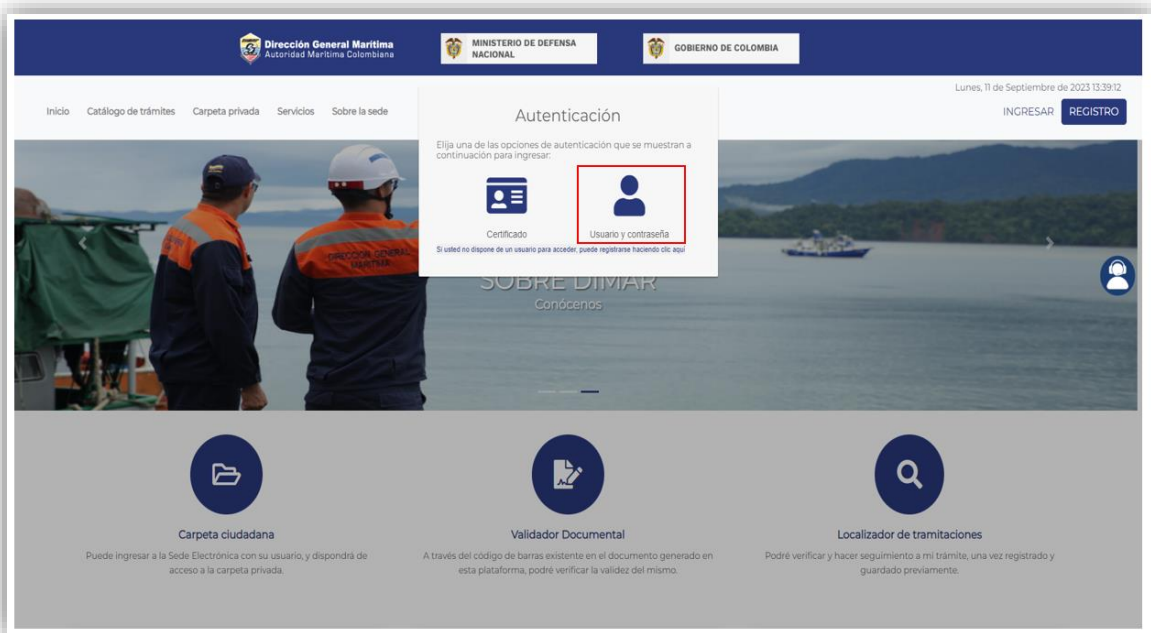 Dirección General Marítima
Autoridad Marítima Colombiana
MINISTERIO DE DEFENSA
NACIONAL
GOBIERNO DE COLOMBIA
Lunes, 11 de Septiembre de 2023 13:39:12
Inicio Catálogo de trámites Carpeta privada Servicios Sobre la sede
INGRESAR REGISTRO
Autenticación
Elija una de las opciones de autenticación que se muestran a
continuación para ingresar:
Certificado Usuario y contraseña
Si usted no dispone de un usuario para acceder, puede registrarse haciendo clic aquí
DIRECCIÓN GENERAL
MARÍTIMA
SOBRE DIMAR
Conócenos
Carpeta ciudadana
Puede ingresar a la Sede Electrónica con su usuario, y dispondrá de
acceso a la carpeta privada.
Validador Documental
A través del código de barras existente en el documento generado en
esta plataforma, podré verificar la validez del mismo.
Localizador de tramitaciones
Podré verificar y hacer seguimiento a mi trámite, una vez registrado y
guardado previamente.